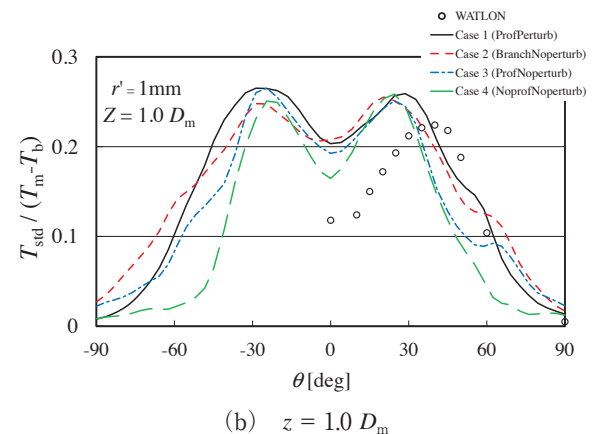 WATLON
Case 1 (ProfPerturb)
Case 2 (BranchNoperturb)
Case 3 (ProfNoperturb)
Case 4 (NoprofNoperturb)
r' = 1mm
Z = 1.0 Dm
0.3
0.2
0.1
0
Tstd / (Tm-Tb)
-90 -60 -30 0 30 60 90
θ [deg]
(b) z = 1.0 Dm